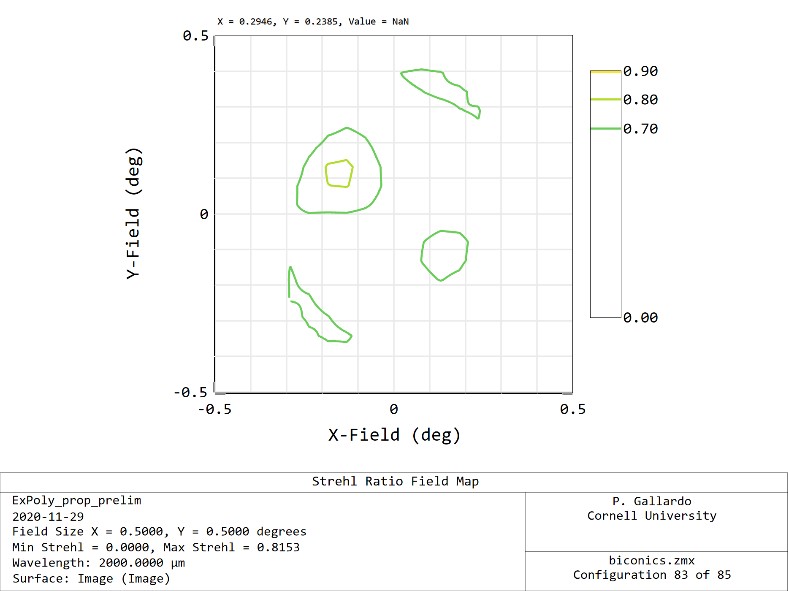 X = 0.2946, Y = 0.2385, Value = NaN
0.5
0
-0.5
Y-Field (deg)
-0.5 0 0.5
X-Field (deg)
0.90
0.80
0.70
0.00
Strehl Ratio Field Map
ExPoly_prop_prelim
2020-11-29
Field Size X = 0.5000, Y = 0.5000 degrees
Min Strehl = 0.0000, Max Strehl = 0.8153
Wavelength: 2000.0000 µm
Surface: Image (Image)
P. Gallardo
Cornell University
biconics.zmx
Configuration 83 of 85